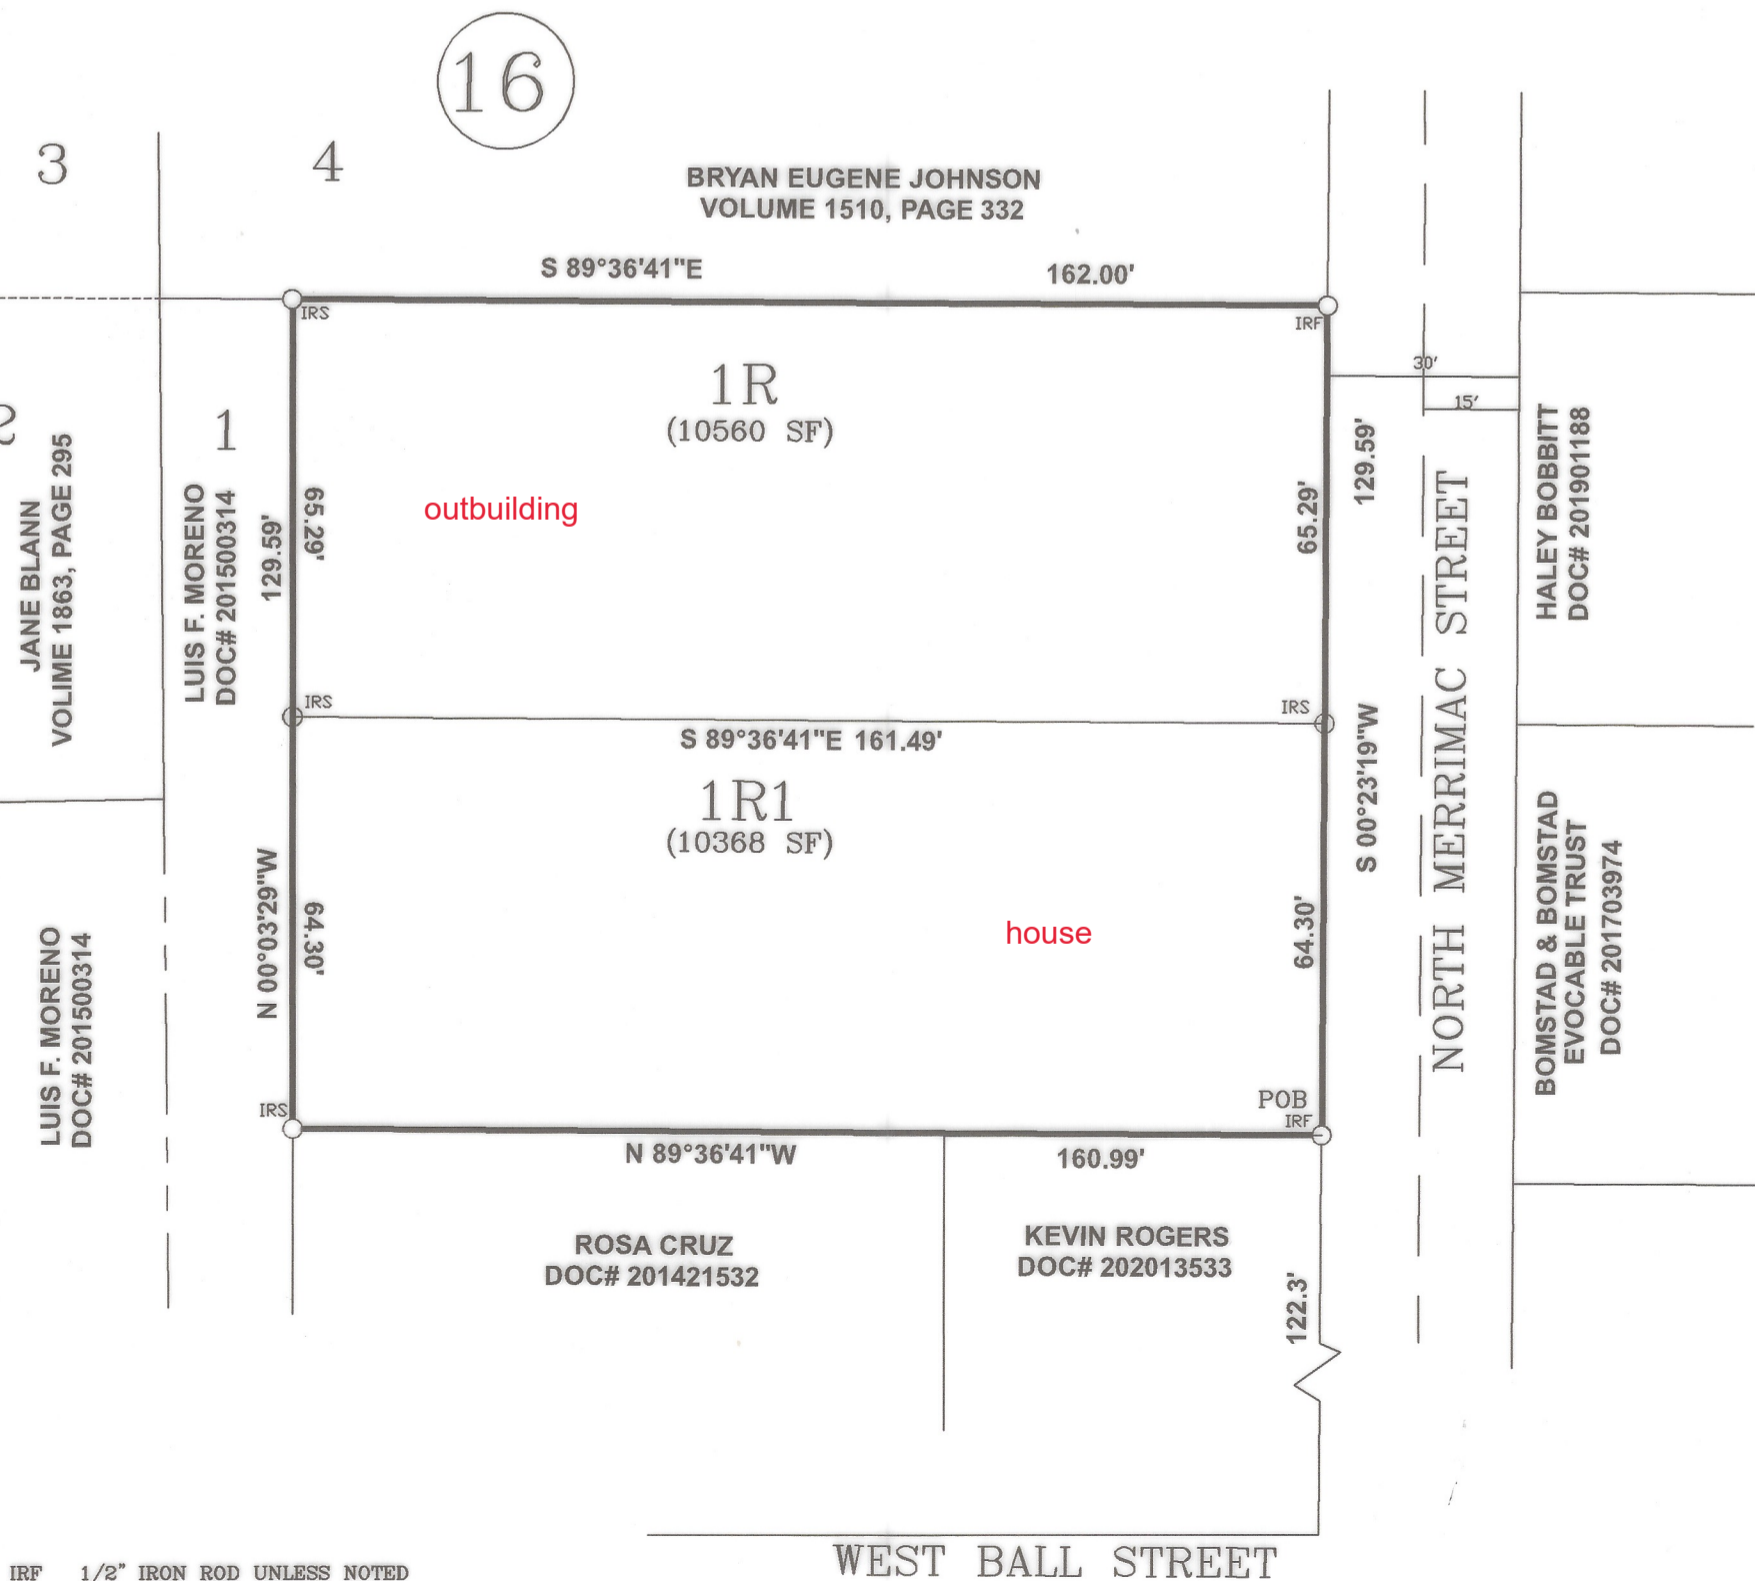 16
3
4
BRYAN EUGENE JOHNSON
VOLUME 1510, PAGE 332
S 89°36'41"E
162.00'
IRS
IRF
1R
(10560 SF)
30'
15'
1
JANE BLANN
VOLIME 1863, PAGE 295
LUIS F. MORENO
DOC# 201500314
129.59'
65.29'
outbuilding
65.29'
129.59'
NORTH MERRIMAC STREET
HALEY BOBBITT
DOC# 201901188
IRS
IRS
S 89°36'41"E 161.49'
1R1
(10368 SF)
S 00°23'19"W
N 00°03'29"W
64.30'
house
64.30'
BOMSTAD & BOMSTAD
EVOCABLE TRUST
DOC# 201703974
LUIS F. MORENO
DOC# 201500314
IRS
POB
IRF
N 89°36'41"W
160.99'
ROSA CRUZ
DOC# 201421532
KEVIN ROGERS
DOC# 202013533
122.3'
WEST BALL STREET
IRF 1/2" IRON ROD UNLESS NOTED